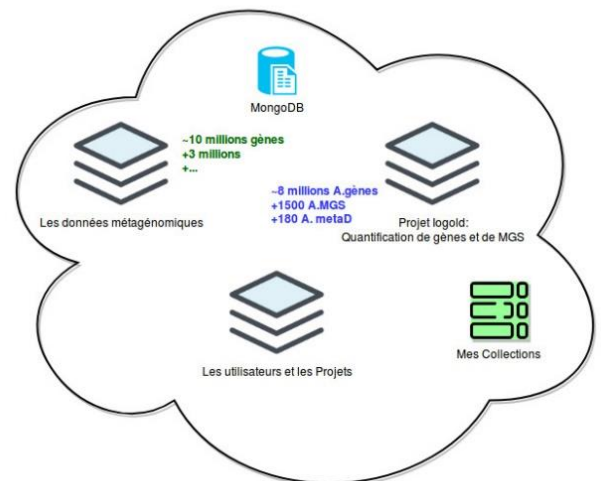 MongoDB
~10 millions gènes
+3 millions
+...
Les données métagénomiques
~8 millions A.gènes
+1500 A.MGS
+180 A. metaD
Projet logold:
Quantification de gènes et de MGS
Les utilisateurs et les Projets
Mes Collections